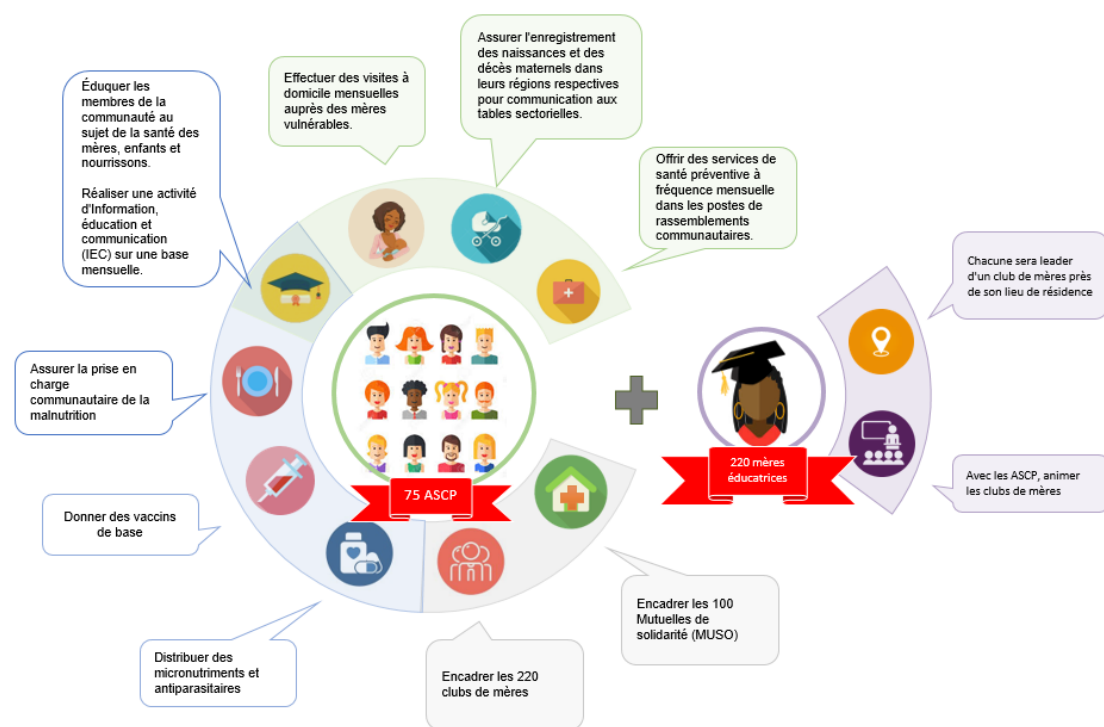 Éduquer les
membres de la
communauté au
sujet de la santé des
mères, enfants et
nourrissons.
Réaliser une activité
d'Information,
éducation et
communication
(IEC) sur une base
mensuelle.
Effectuer des visites à
domicile mensuelles
auprès des mères
vulnérables.
Assurer l'enregistrement
des naissances et des
décès maternels dans
leurs régions respectives
pour communication aux
tables sectorielles.
Offrir des services de
santé préventive à
fréquence mensuelle
dans les postes de
rassemblements
communautaires.
Assurer la prise en
charge
communautaire de la
malnutrition
Donner des vaccins
de base
Distribuer des
micronutriments et
antiparasitaires
Encadrer les 220
clubs de mères
Encadrer les 100
Mutuelles de
solidarité (MUSO)
75 ASCP
220 mères
éducatrices
Chacune sera leader
d'un club de mères près
de son lieu de résidence
Avec les ASCP, animer
les clubs de mères